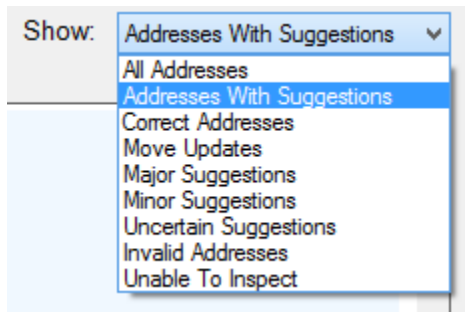 Show: Addresses With Suggestions
All Addresses
Addresses With Suggestions
Correct Addresses
Move Updates
Major Suggestions
Minor Suggestions
Uncertain Suggestions
Invalid Addresses
Unable To Inspect